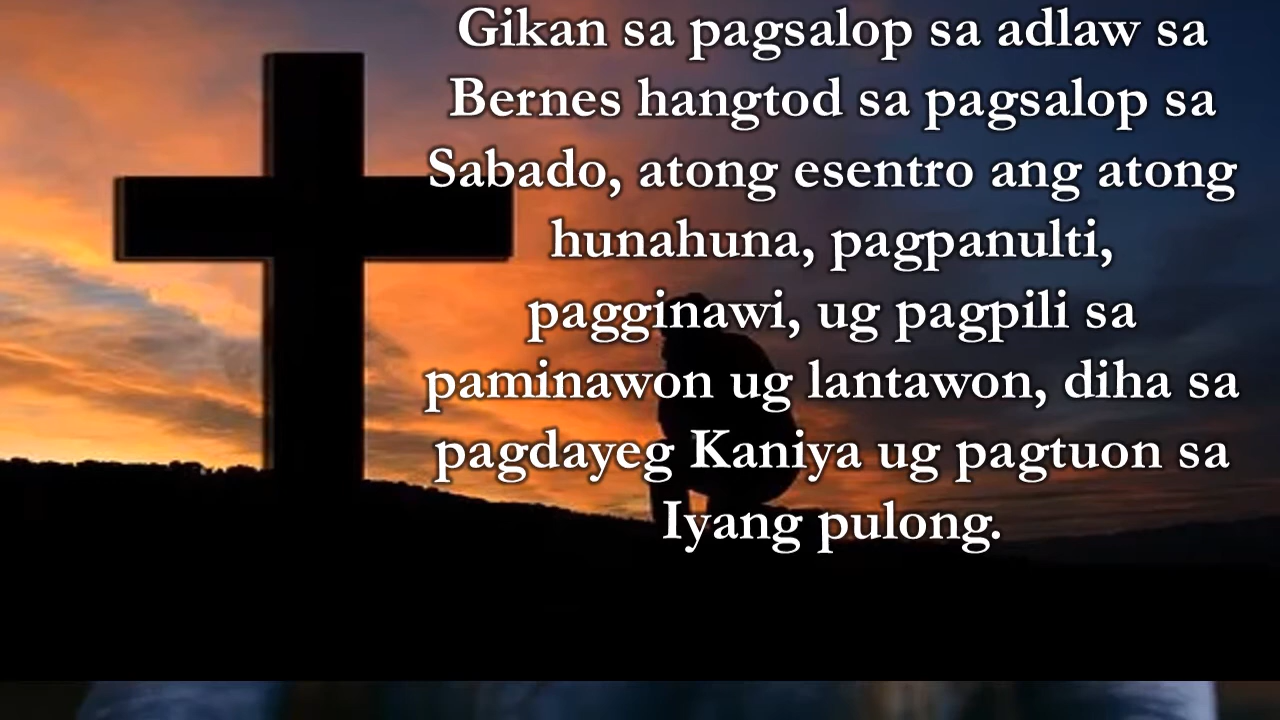 Gikan sa pagsalop sa adlaw sa
Bernes hangtod sa pagsalop sa
Sabado, atong esentro ang atong
hunahuna, pagpanulti,
pagginawi, ug pagpili sa
paminawon ug lantawon, diha sa
pagdayeg Kaniya ug pagtuon sa
Iyang pulong.